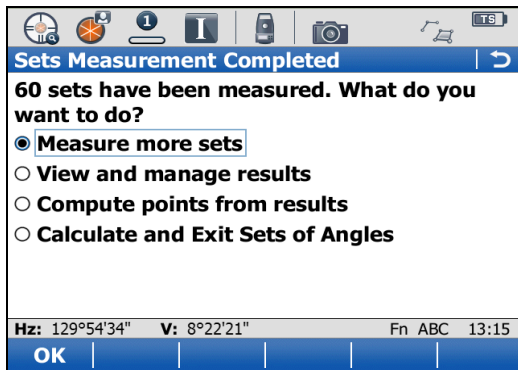 1
I
TS
Sets Measurement Completed
60 sets have been measured. What do you
want to do?
Measure more sets
View and manage results
Compute points from results
Calculate and Exit Sets of Angles
Hz: 129°54'34" V: 8°22'21" Fn ABC 13:15
OK